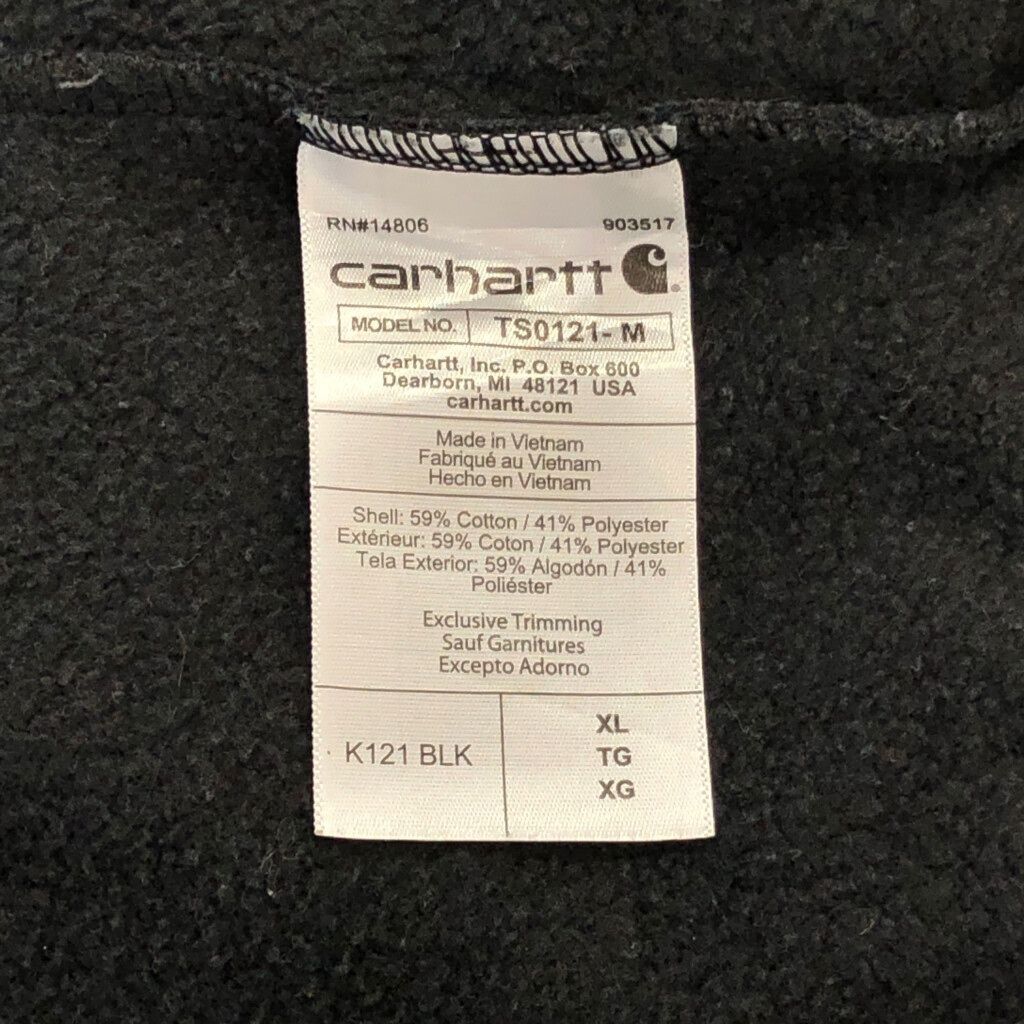 RN#14806 903517
carhartt
MODEL NO. TS0121-M
Carhartt, Inc. P.O. Box 600
Dearborn, MI 48121 USA
carhartt.com
Made in Vietnam
Fabriqué au Vietnam
Hecho en Vietnam
Shell: 59% Cotton / 41% Polyester
Extérieur: 59% Coton / 41% Polyester
Tela Exterior: 59% Algodón / 41%
Poliéster
Exclusive Trimming
Sauf Garnitures
Excepto Adorno
K121 BLK
XL
TG
XG